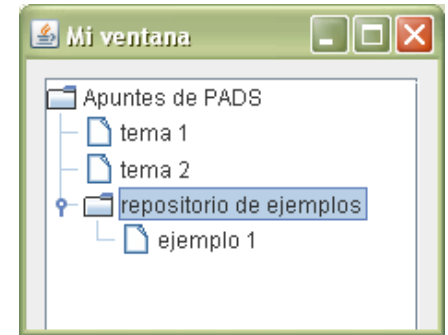 Mi ventana
Apuntes de PADS
tema 1
tema 2
repositorio de ejemplos
ejemplo 1